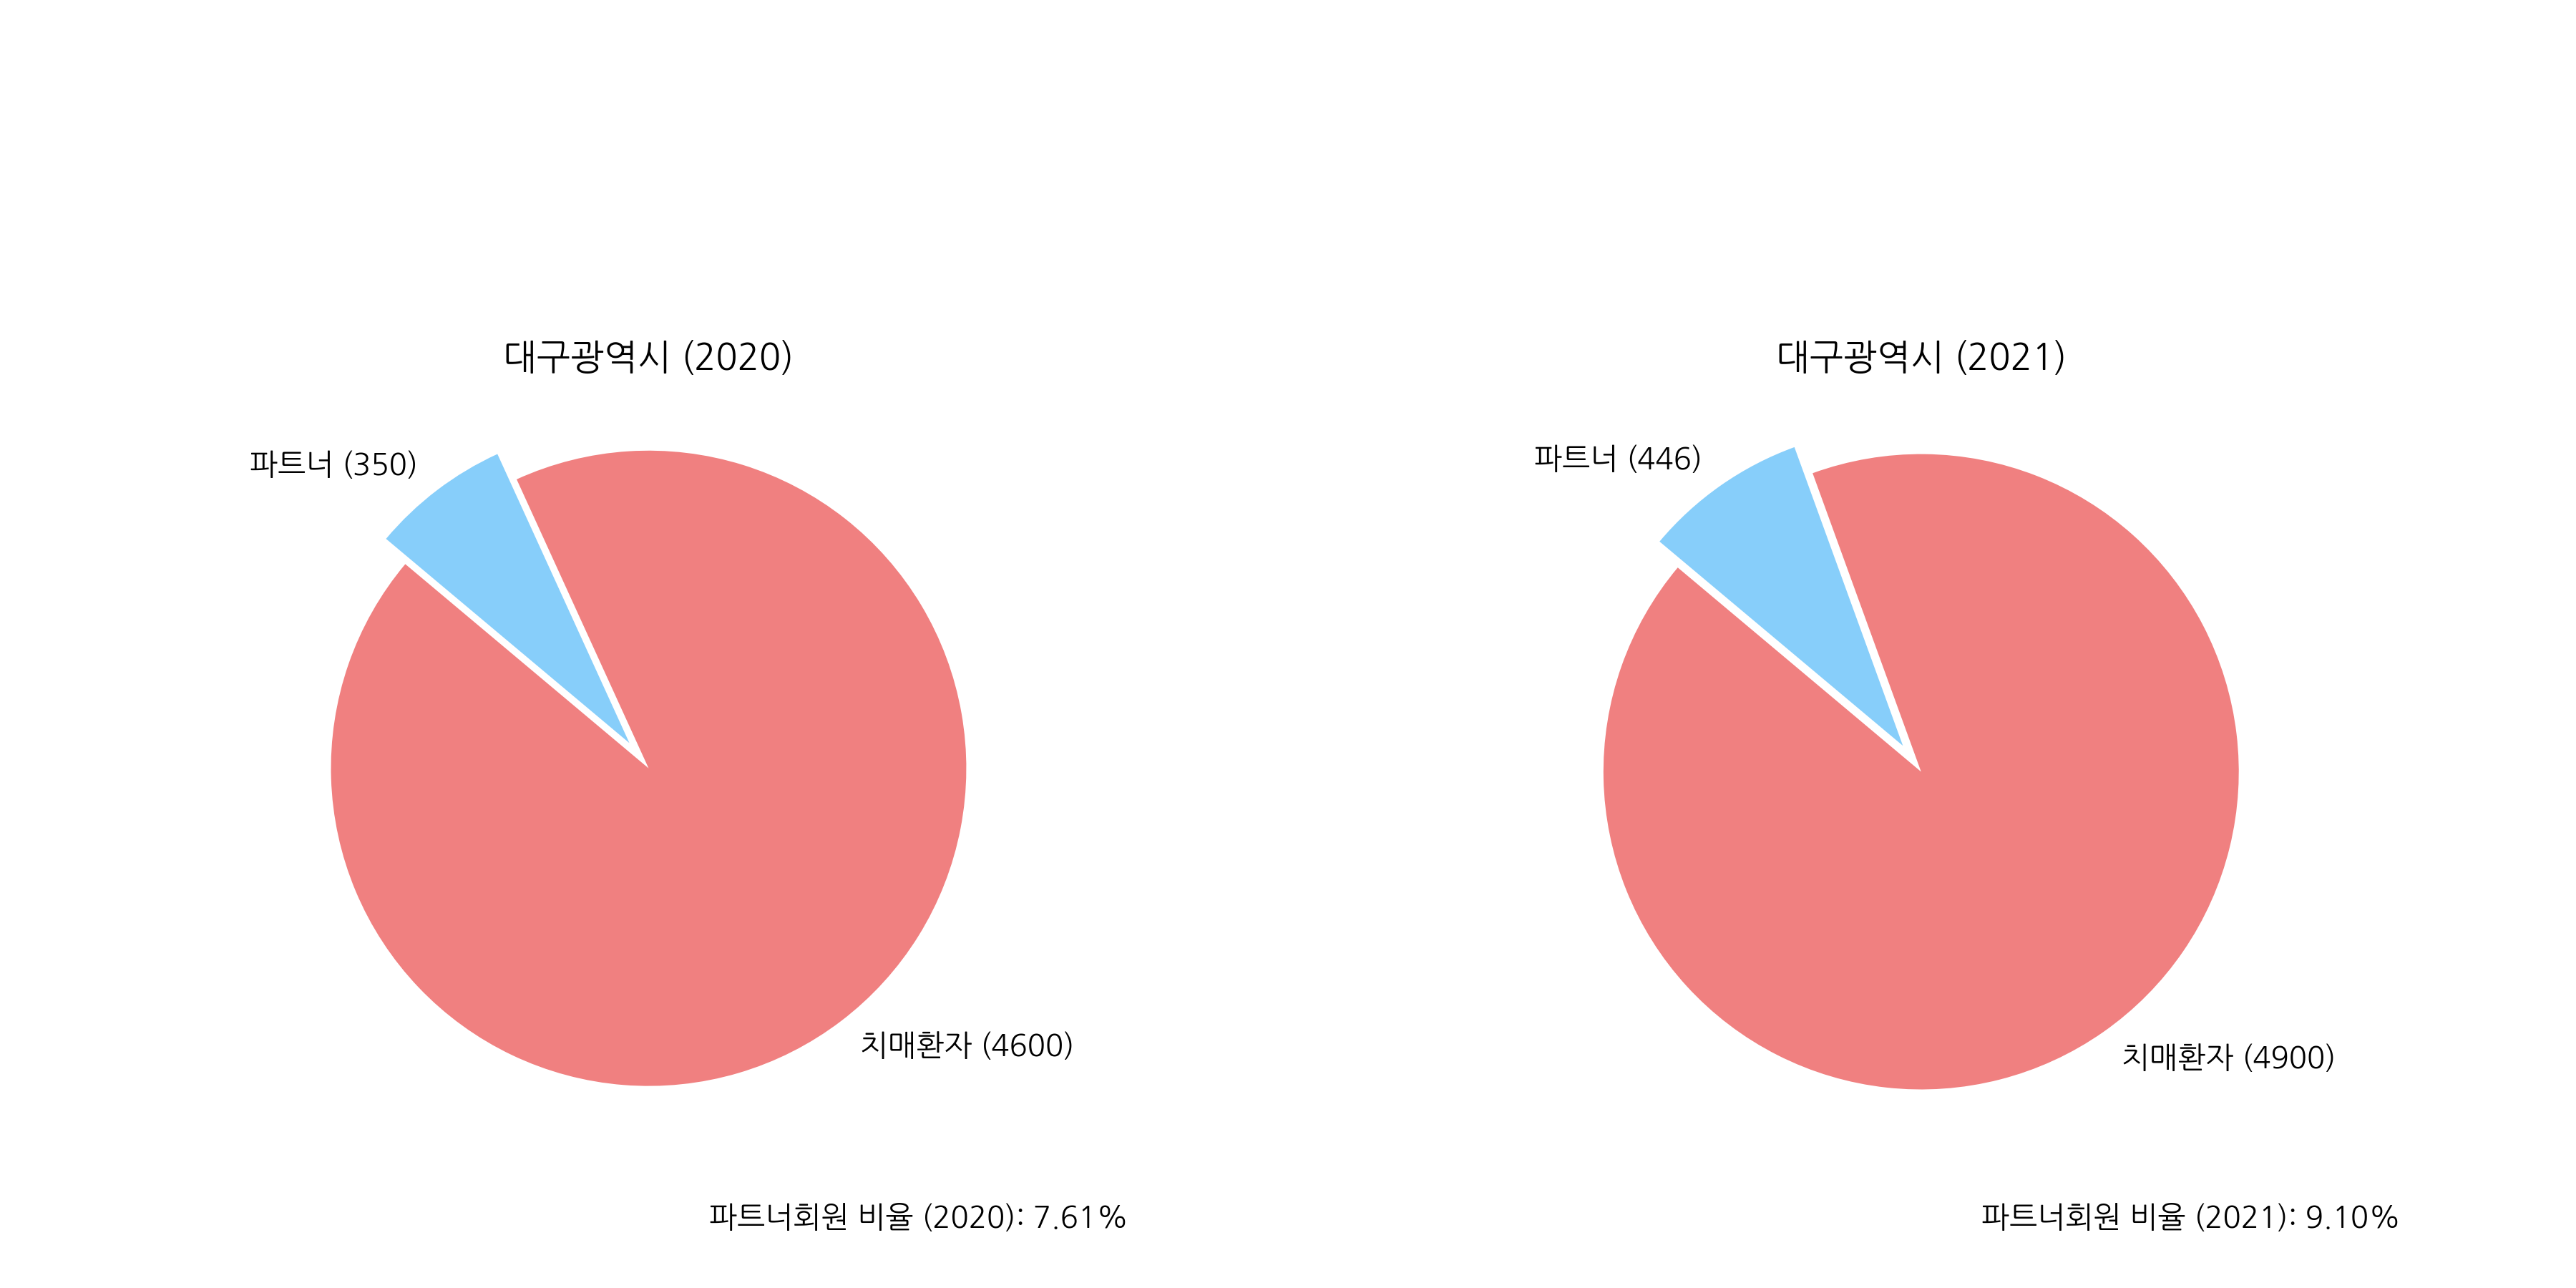 대구광역시 (2020)
파트너 (350)
치매환자 (4600)
파트너회원 비율 (2020): 7.61%
대구광역시 (2021)
파트너 (446)
치매환자 (4900)
파트너회원 비율 (2021): 9.10%